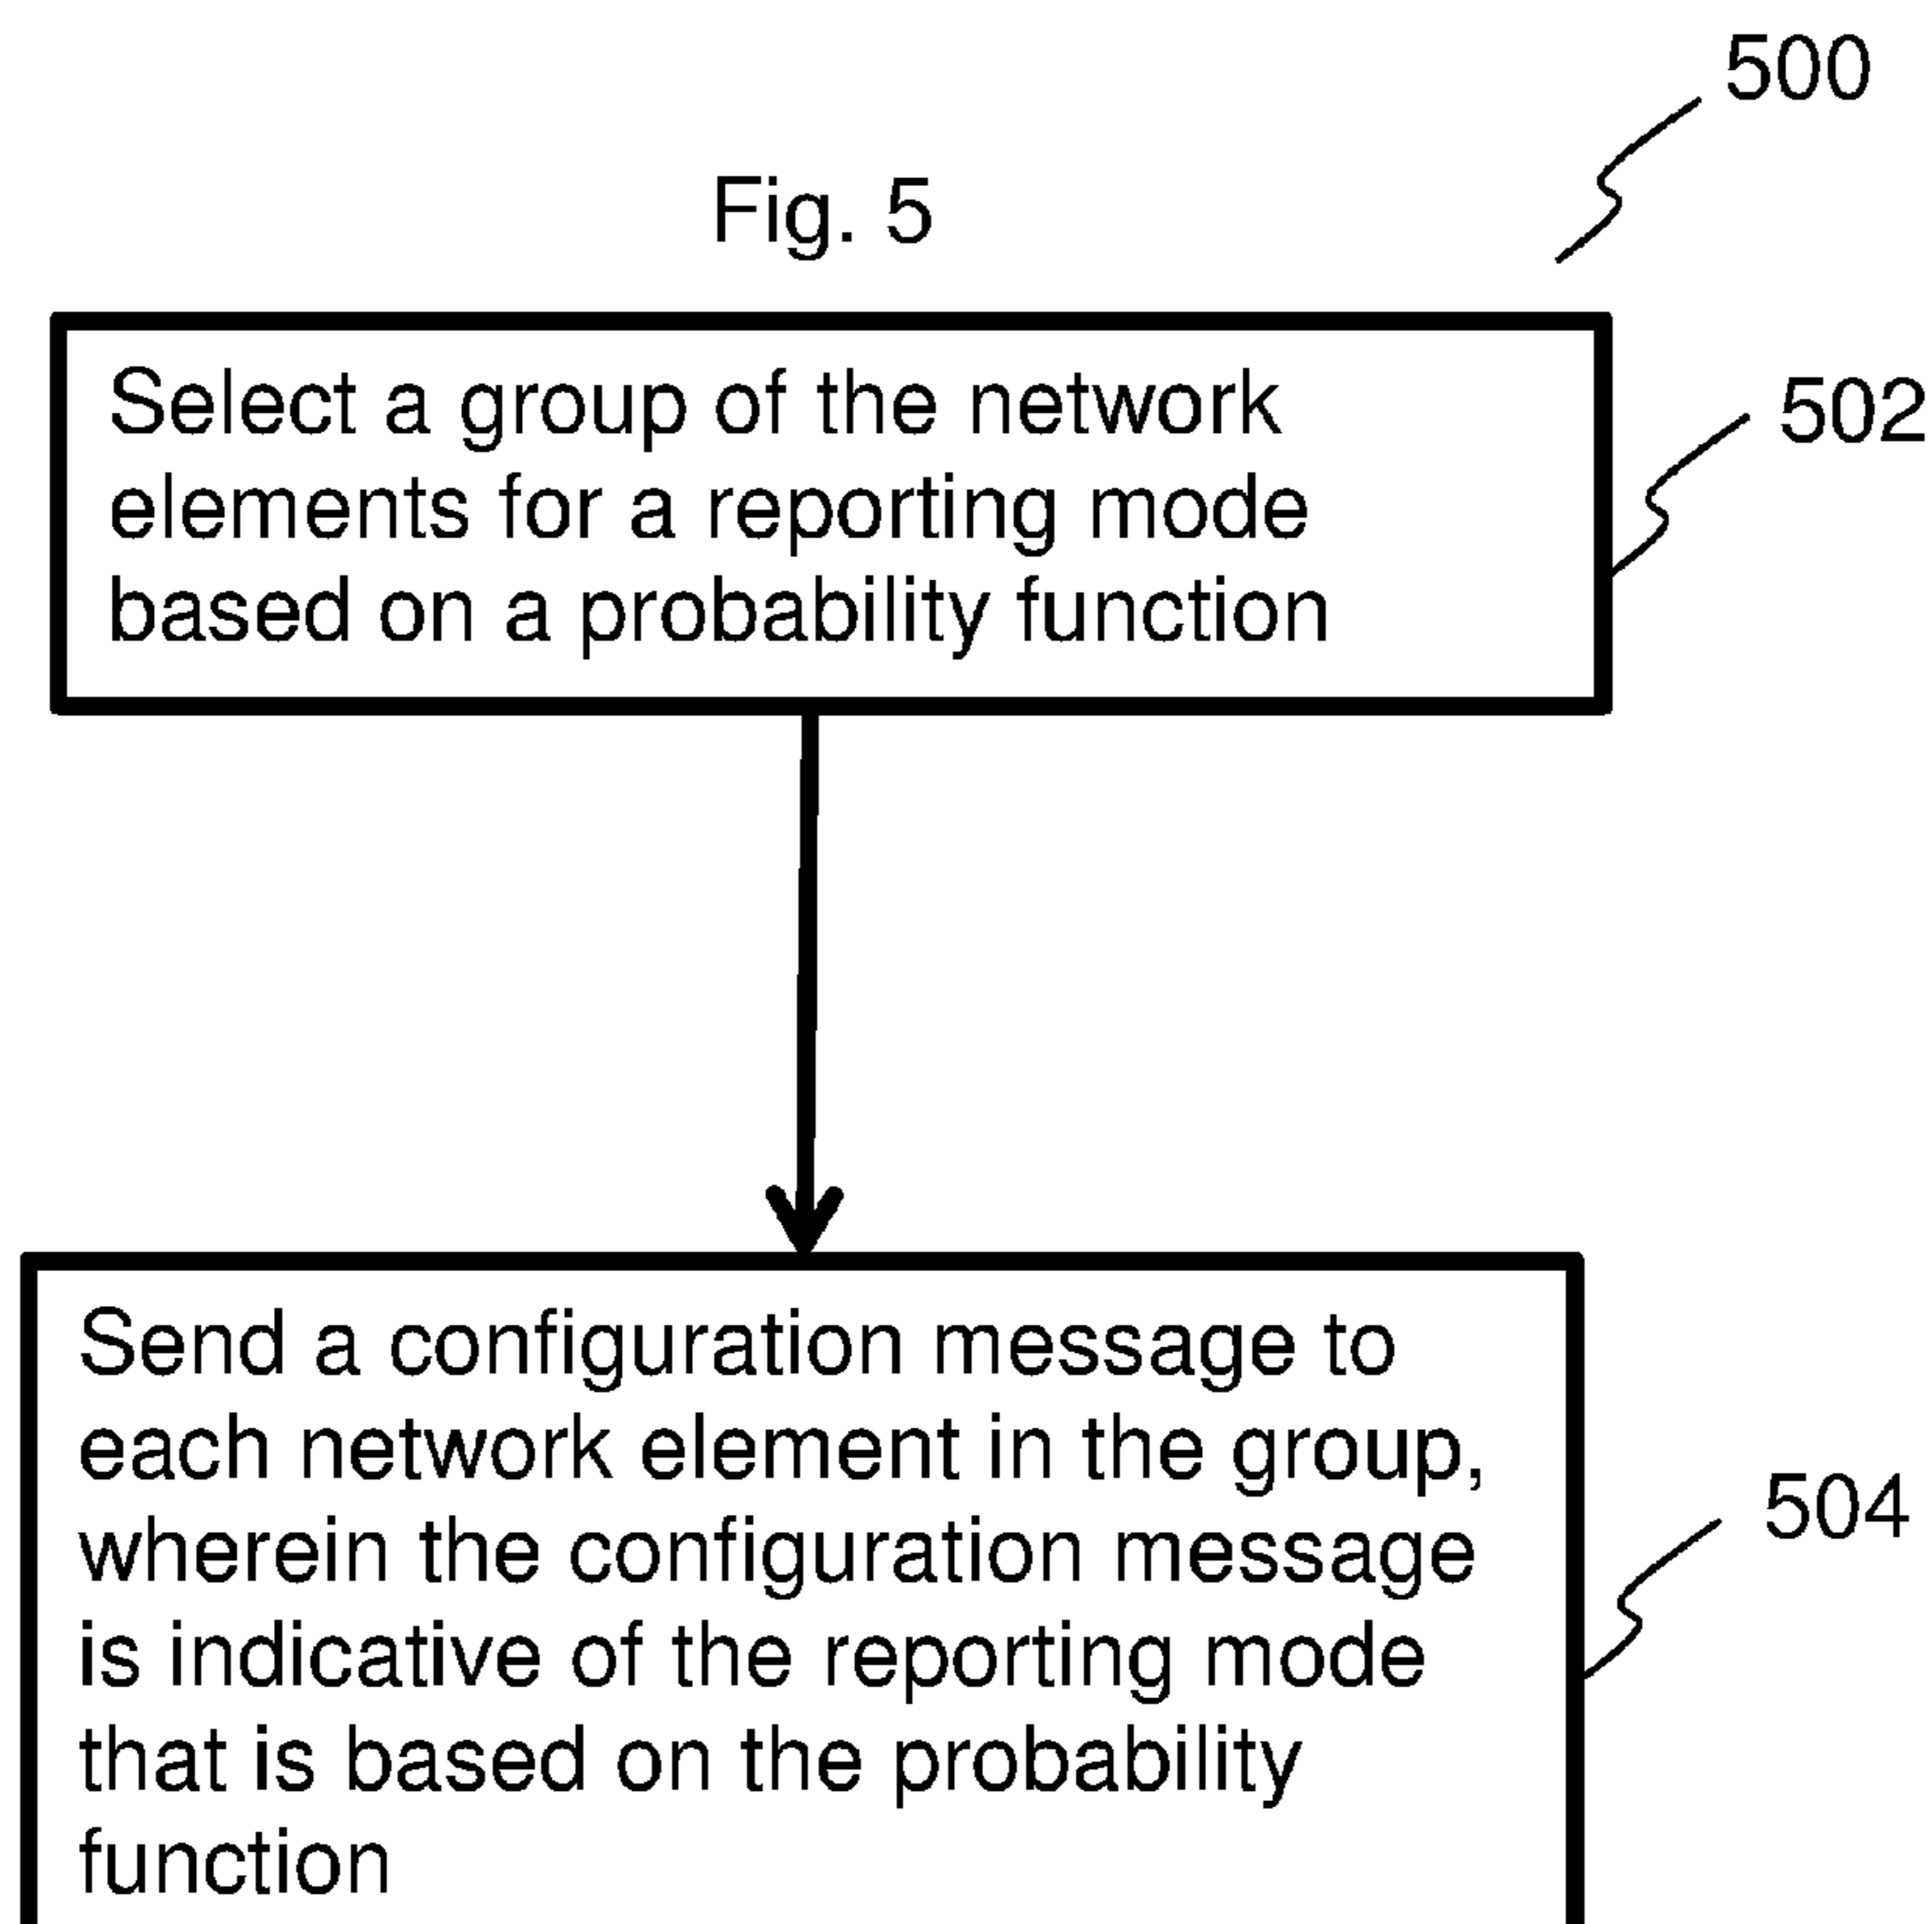 500
Fig. 5
Select a group of the network
elements for a reporting mode
based on a probability function
502
Send a configuration message to
each network element in the group,
wherein the configuration message
is indicative of the reporting mode
that is based on the probability
function
504